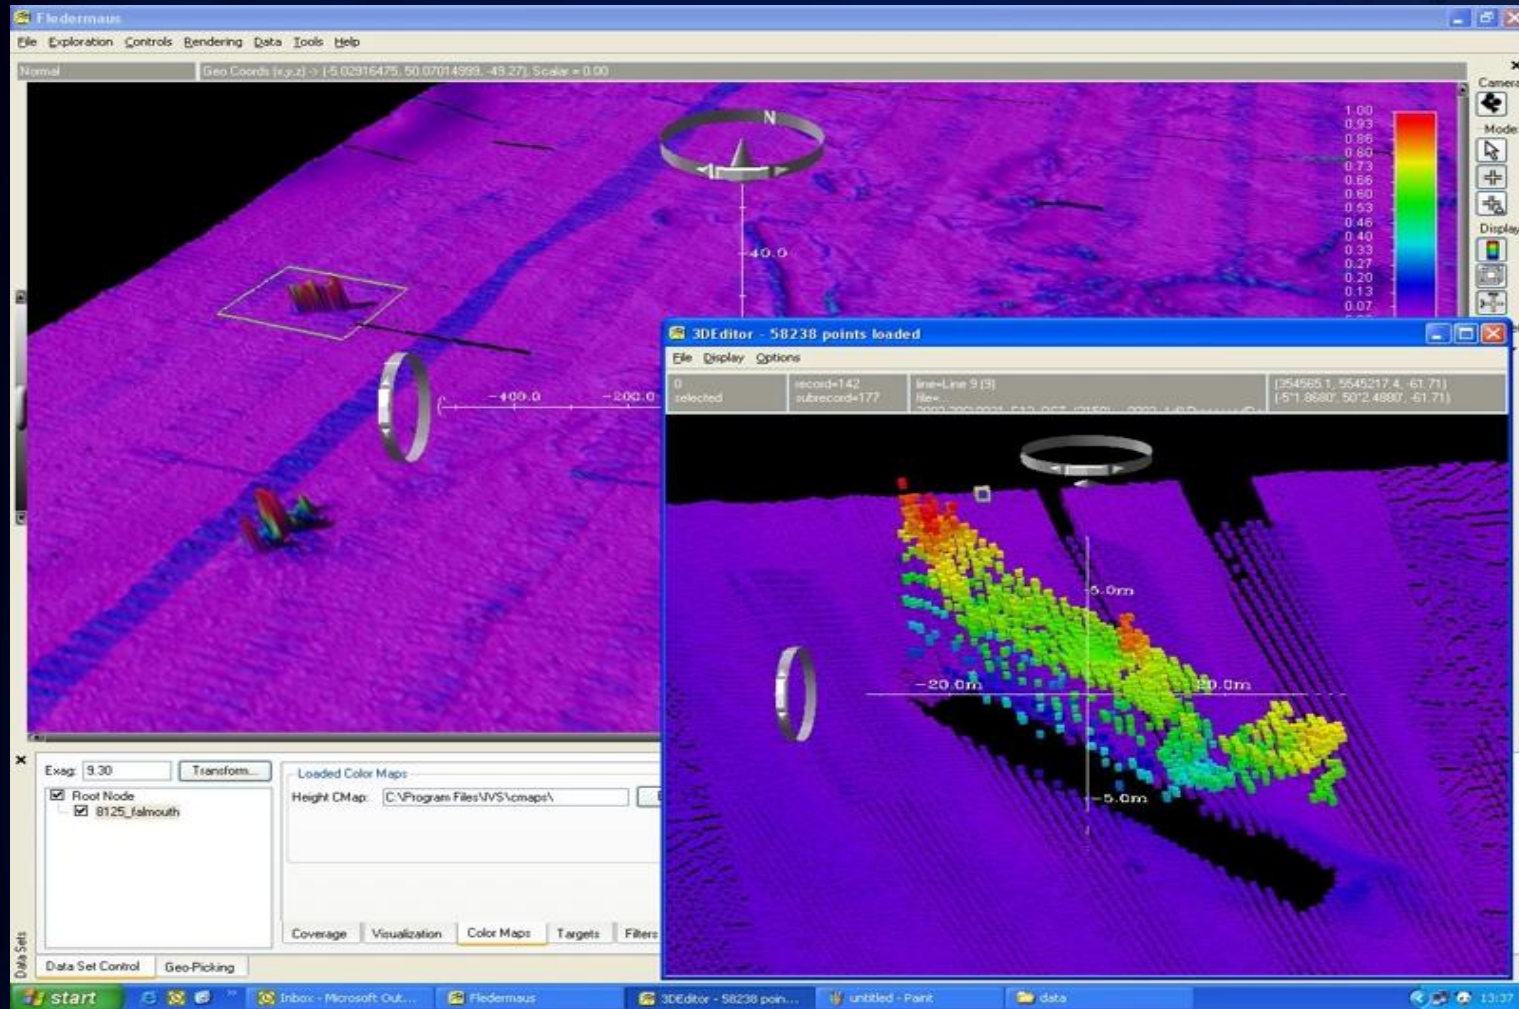 Fledermaus
File Exploration Controls Rendering Data Tools Help
Normal
Geo Coords (x,y,z) -> (-5.02916475, 50.07014999, -49.27), Scalar = 0.00
Camera
Mode
Display
N
-40.0
-400.0
-200.0
1.00
0.93
0.86
0.80
0.73
0.66
0.60
0.53
0.46
0.40
0.33
0.27
0.20
0.13
0.07
3DEditor - 58238 points loaded
File Display Options
0
selected
record=142
subrecord=177
line=Line 9 (9)
file=...
(354565.1, 5545217.4, -61.71)
(-5°1.8680', 50°2.4880', -61.71)
5.0m
-20.0m
20.0m
-5.0m
Exag: 9.30
Transform...
Root Node
8125_falmouth
Loaded Color Maps
Height CMap: C:\Program Files\IVS\cmaps\
Coverage Visualization Color Maps Targets Filters
Data Sets
Data Set Control Geo-Picking
start
Inbox - Microsoft Out...
Fledermaus
3DEditor - 58238 poin...
untitled - Paint
data
13:37